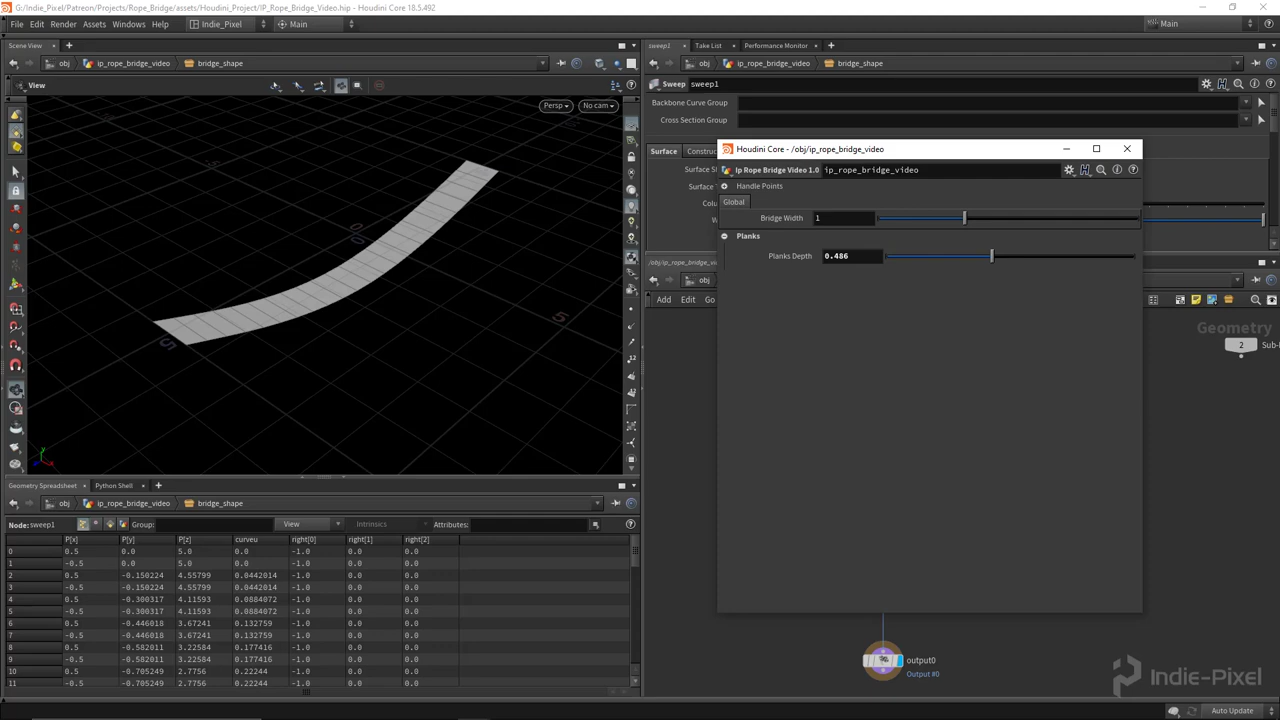 G:/Indie_Pixel/Patreon/Projects/Rope_Bridge/assets/Houdini_Project/IP_Rope_Bridge_Video.hip - Houdini Core 18.5.492
File Edit Render Assets Windows Help Indie_Pixel Main Main
Scene View
obj ip_rope_bridge_video bridge_shape
View
Persp No cam
5
5
Geometry Spreadsheet Python Shell
obj ip_rope_bridge_video bridge_shape
Node: sweep1 Group: View Intrinsics Attributes:
P[x] P[y] P[z] curveu right[0] right[1] right[2]
0 0.5 0.0 5.0 0.0 -1.0 0.0 0.0
1 -0.5 0.0 5.0 0.0 -1.0 0.0 0.0
2 0.5 -0.150224 4.55799 0.0442014 -1.0 0.0 0.0
3 -0.5 -0.150224 4.55799 0.0442014 -1.0 0.0 0.0
4 0.5 -0.300317 4.11593 0.0884072 -1.0 0.0 0.0
5 -0.5 -0.300317 4.11593 0.0884072 -1.0 0.0 0.0
6 0.5 -0.446018 3.67241 0.132759 -1.0 0.0 0.0
7 -0.5 -0.446018 3.67241 0.132759 -1.0 0.0 0.0
8 0.5 -0.582011 3.22584 0.177416 -1.0 0.0 0.0
9 -0.5 -0.582011 3.22584 0.177416 -1.0 0.0 0.0
10 0.5 -0.705249 2.7756 0.22244 -1.0 0.0 0.0
11 -0.5 -0.705249 2.7756 0.22244 -1.0 0.0 0.0
sweep1 Take List Performance Monitor
obj ip_rope_bridge_video bridge_shape
Sweep sweep1
Backbone Curve Group
Cross Section Group
Surface Construc
Surface S
Surface T
Colu
W
/obj/ip_rope_bridge_vi
obj
Add Edit Go
Houdini Core - /obj/ip_rope_bridge_video
Ip Rope Bridge Video 1.0 ip_rope_bridge_video
Handle Points
Global
Bridge Width 1
Planks
Planks Depth 0.486
Geometry
2 Sub-
output0
Output #0
Indie-Pixel
Auto Update